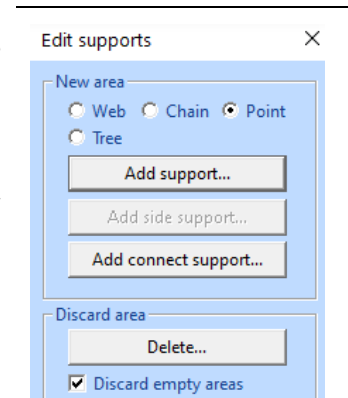 Edit supports
New area
Web Chain Point
Tree
Add support...
Add side support...
Add connect support...
Discard area
Delete...
Discard empty areas